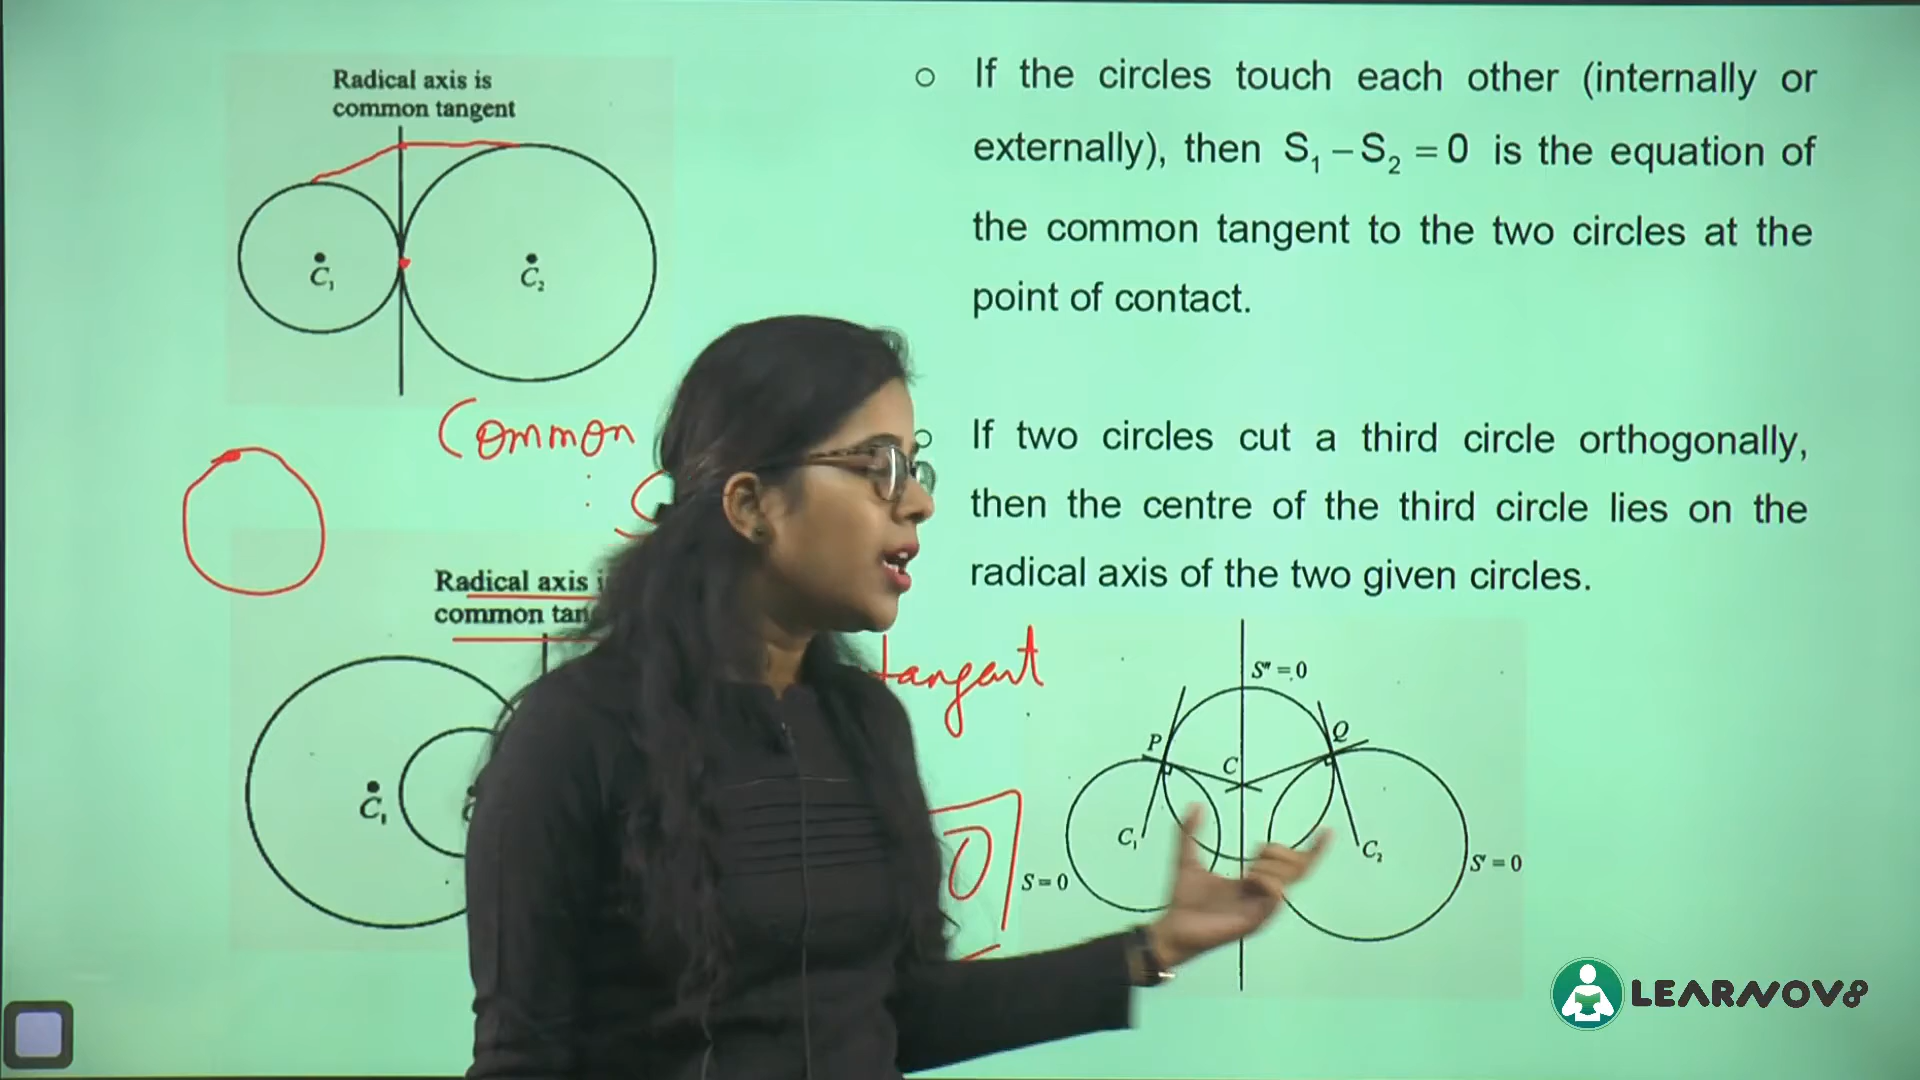 Radical axis is
common tangent
C₁
C₂
Common
Radical axis
common
C₁
tangent
0
○ If the circles touch each other (internally or
externally), then S₁ – S₂ = 0 is the equation of
the common tangent to the two circles at the
point of contact.
○ If two circles cut a third circle orthogonally,
then the centre of the third circle lies on the
radical axis of the two given circles.
S" = 0
P
Q
C
C₁
C₂
S = 0
S' = 0
LEARNOV8